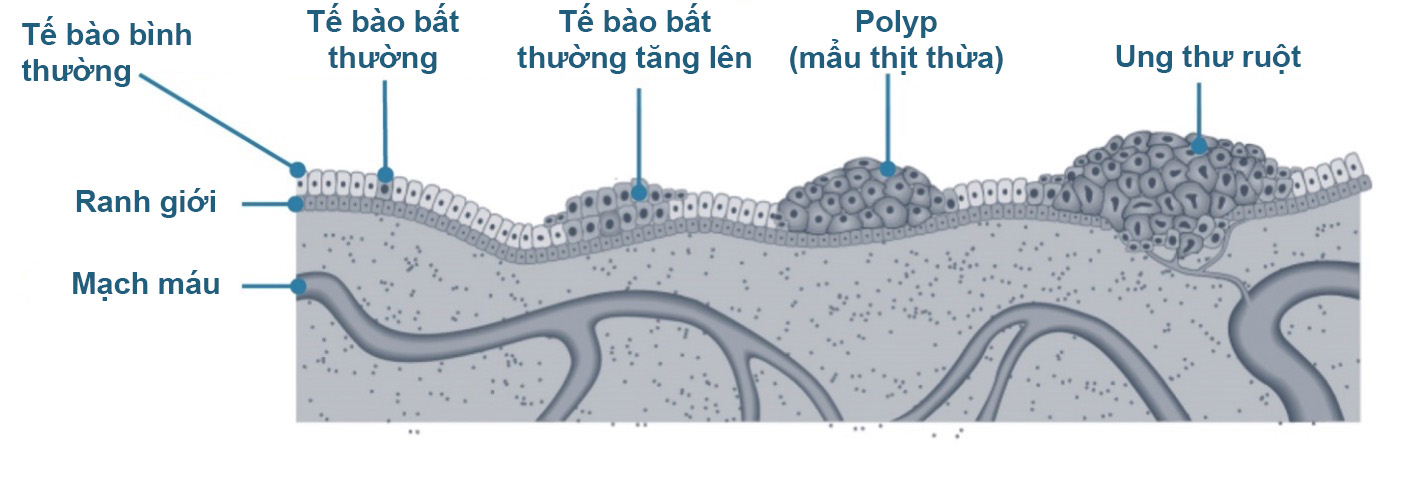 Tế bào bình
thường
Tế bào bất
thường
Tế bào bất
thường tăng lên
Polyp
(mẩu thịt thừa)
Ung thư ruột
Ranh giới
Mạch máu